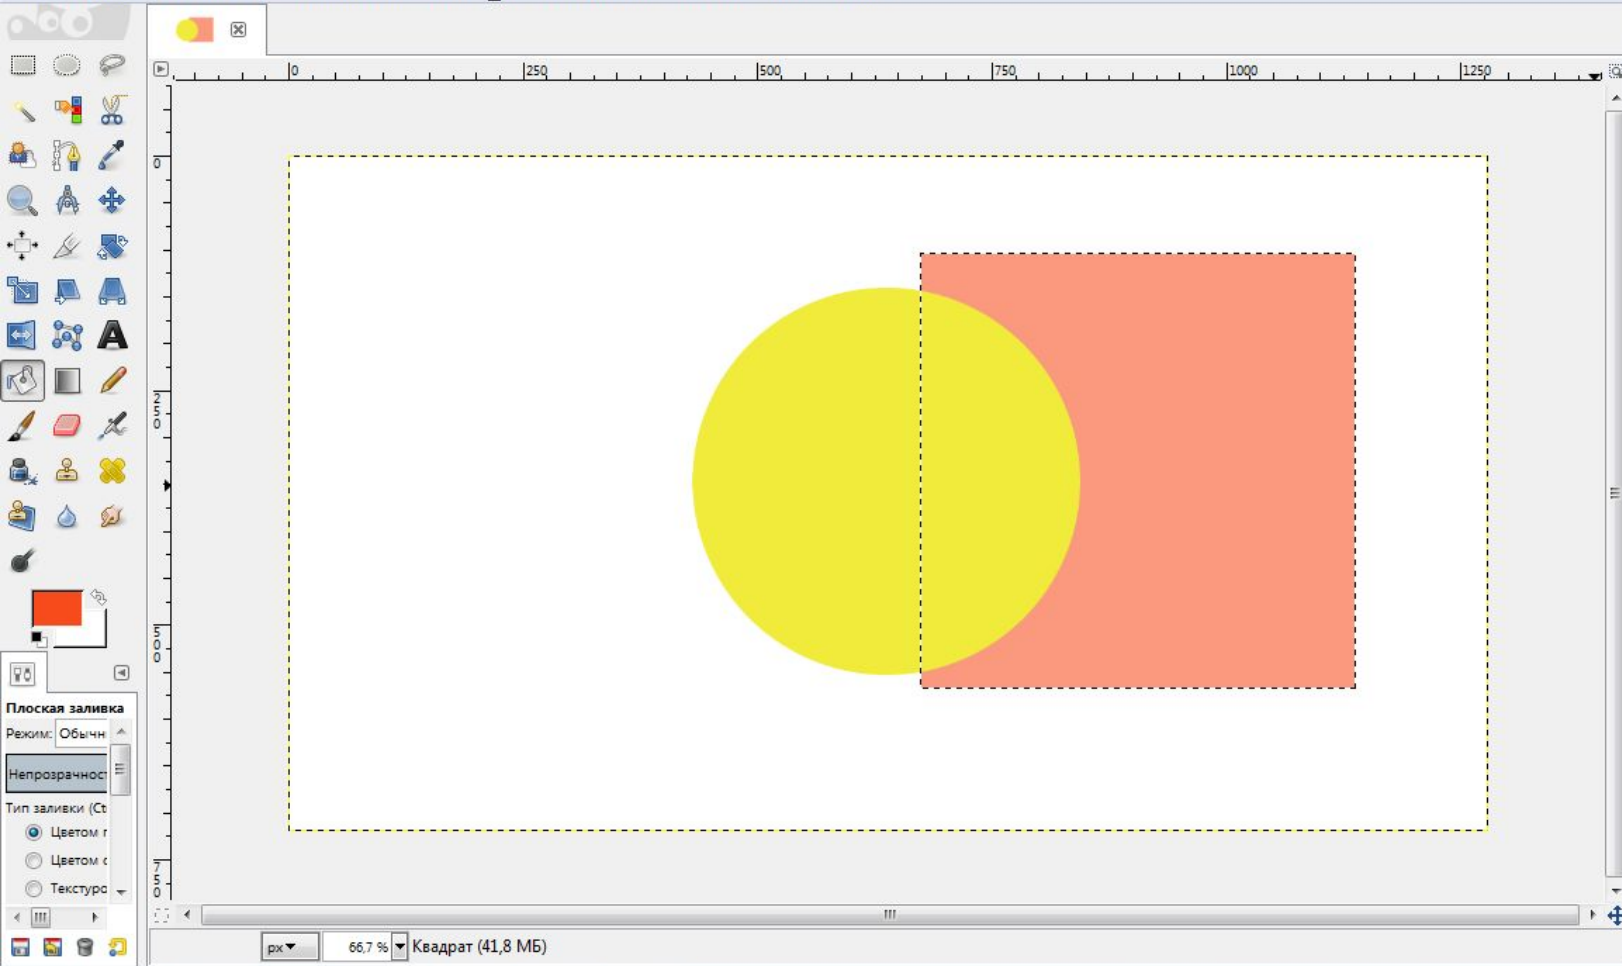 0 250 500 750 1000 1250
0
250
500
750
Плоская заливка
Режим: Обычн
Непрозрачност
Тип заливки (Ct
Цветом п
Цветом с
Текстуро
px 66,7 % Квадрат (41,8 МБ)